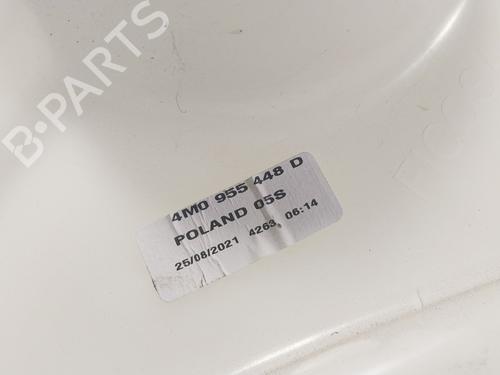 B-PARTS
4M0 955 448 D
POLAND 05S
25/08/2021 4263, 06:14